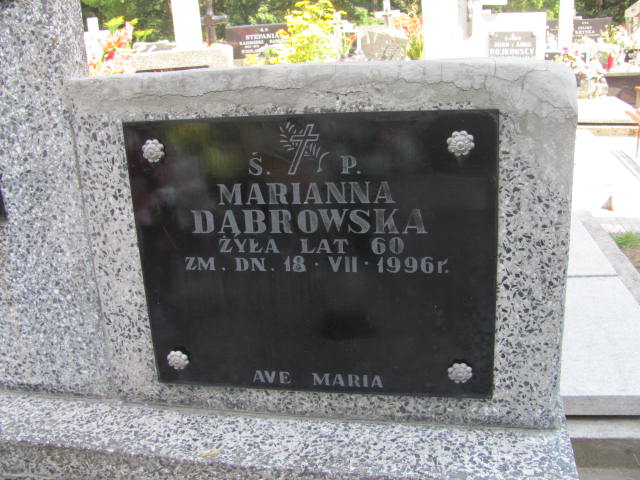 Ś. P.
MARIANNA
DĄBROWSKA
ŻYŁA LAT 60
ZM. DN. 18 · VII · 1996r.
AVE MARIA